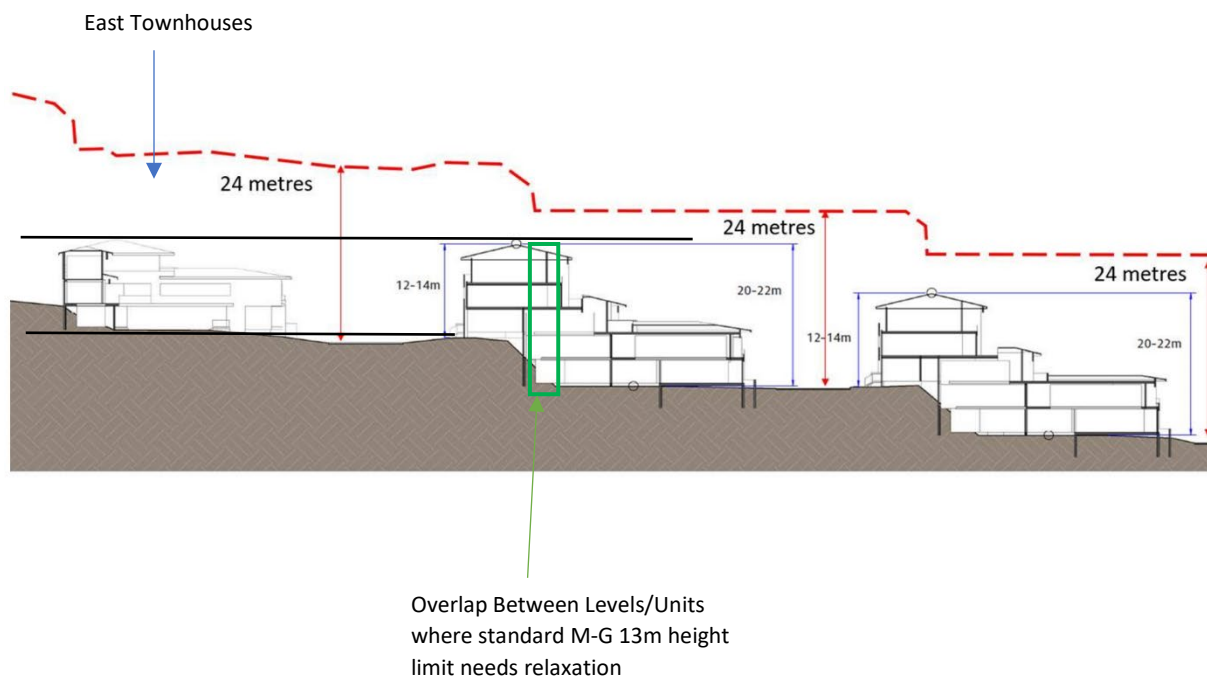 East Townhouses
24 metres
24 metres
24 metres
12-14m
20-22m
12-14m
20-22m
Overlap Between Levels/Units
where standard M-G 13m height
limit needs relaxation